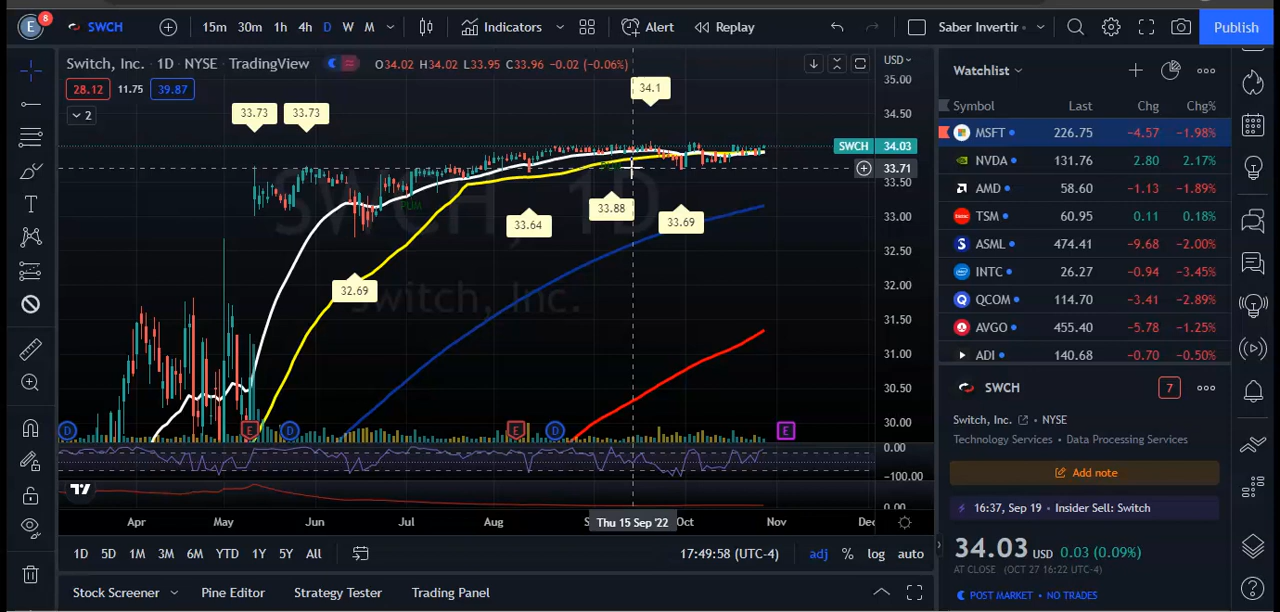 E 8 SWCH 15m 30m 1h 4h D W M Indicators Alert Replay Saber Invertir Publish
Switch, Inc. · 1D · NYSE · TradingView O34.02 H34.02 L33.95 C33.96 −0.02 (−0.06%) USD
28.12 11.75 39.87
2
33.73 33.73 34.1
32.69 33.64 33.88 33.69
SWCH, 1D
Switch, Inc.
35.00
34.50
SWCH 34.03
33.71
33.50
33.00
32.50
32.00
31.50
31.00
30.50
30.00
0.00
−100.00
0.00
D E D E D E
Apr May Jun Jul Aug Thu 15 Sep '22 Oct Nov Dec
1D 5D 1M 3M 6M YTD 1Y 5Y All 17:49:58 (UTC-4) adj % log auto
Stock Screener Pine Editor Strategy Tester Trading Panel
Watchlist
Symbol Last Chg Chg%
MSFT 226.75 −4.57 −1.98%
NVDA 131.76 2.80 2.17%
AMD 58.60 −1.13 −1.89%
TSM 60.95 0.11 0.18%
ASML 474.41 −9.68 −2.00%
INTC 26.27 −0.94 −3.45%
QCOM 114.70 −3.41 −2.89%
AVGO 455.40 −5.78 −1.25%
ADI 140.68 −0.70 −0.50%
SWCH 7
Switch, Inc. · NYSE
Technology Services · Data Processing Services
Add note
16:37, Sep 19 · Insider Sell: Switch
34.03 USD 0.03 (0.09%)
AT CLOSE (OCT 27 16:22 UTC-4)
POST MARKET · NO TRADES